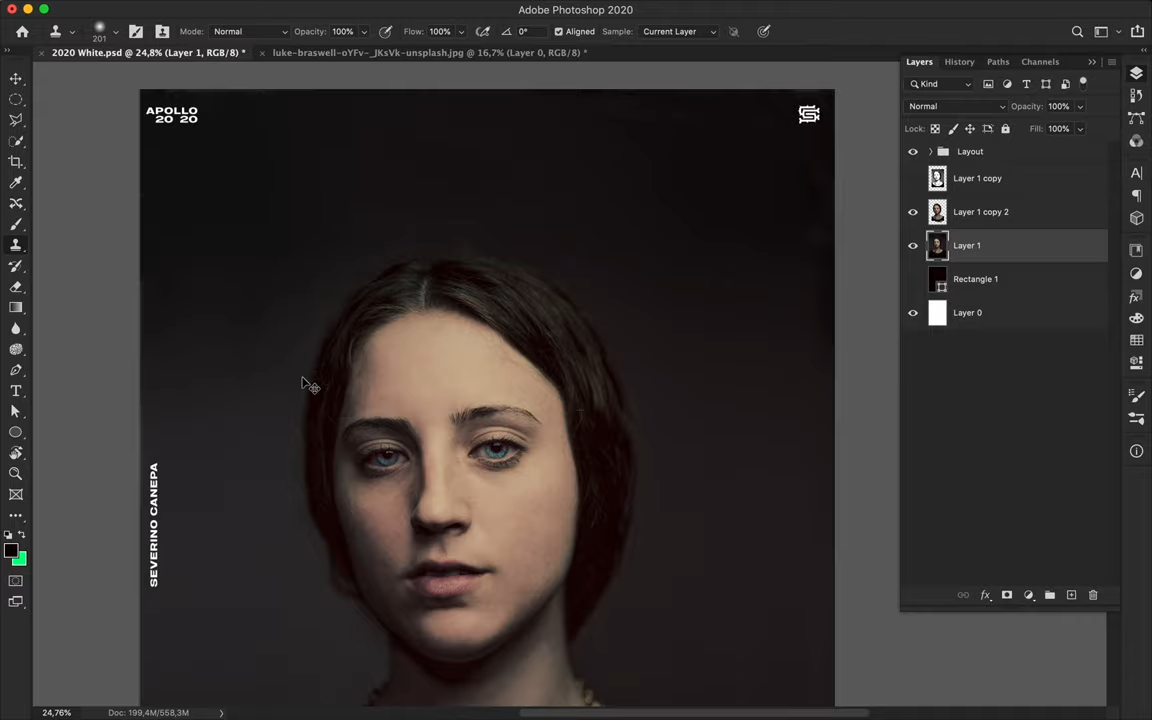 Adobe Photoshop 2020
201
Mode: Normal
Opacity: 100%
Flow: 100%
0°
Aligned
Sample: Current Layer
2020 White.psd @ 24,8% (Layer 1, RGB/8) *
luke-braswell-oYFv-_JKsVk-unsplash.jpg @ 16,7% (Layer 0, RGB/8) *
Layers
History
Paths
Channels
Kind
Normal
Opacity: 100%
Lock:
Fill: 100%
Layout
Layer 1 copy
Layer 1 copy 2
Layer 1
Rectangle 1
Layer 0
fx
APOLLO
20 20
SEVERINO CANEPA
24,76%
Doc: 199,4M/558,3M